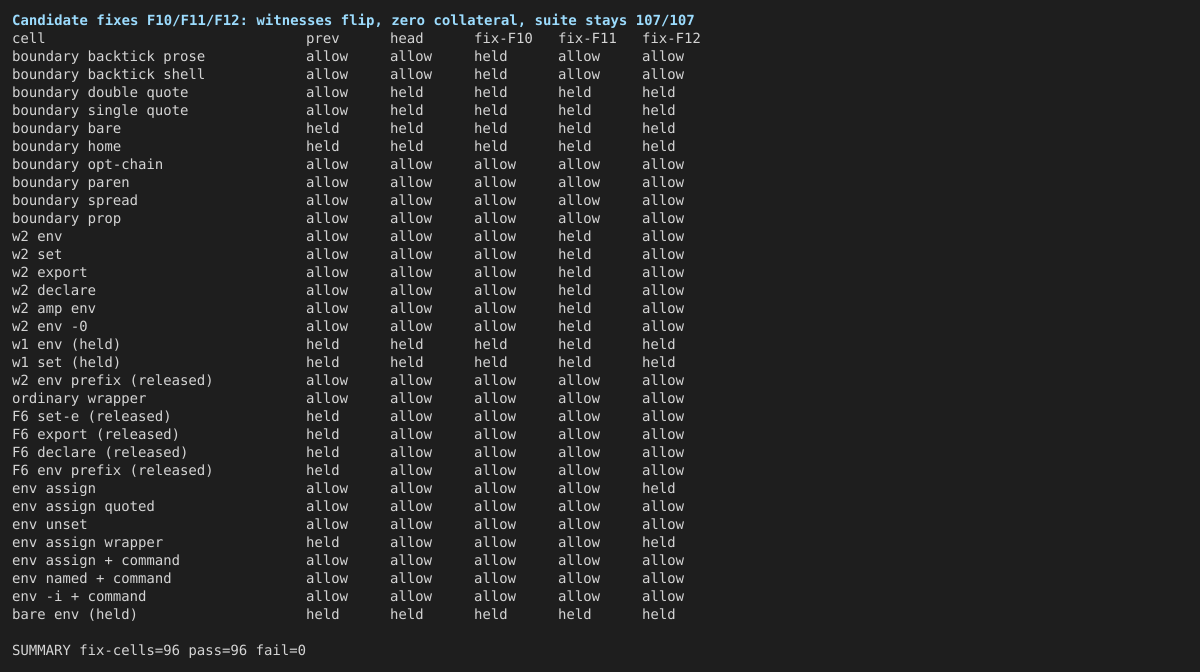 Candidate fixes F10/F11/F12: witnesses flip, zero collateral, suite stays 107/107
cell prev head fix-F10 fix-F11 fix-F12
boundary backtick prose allow allow held allow allow
boundary backtick shell allow allow held allow allow
boundary double quote allow held held held held
boundary single quote allow held held held held
boundary bare held held held held held
boundary home held held held held held
boundary opt-chain allow allow allow allow allow
boundary paren allow allow allow allow allow
boundary spread allow allow allow allow allow
boundary prop allow allow allow allow allow
w2 env allow allow allow held allow
w2 set allow allow allow held allow
w2 export allow allow allow held allow
w2 declare allow allow allow held allow
w2 amp env allow allow allow held allow
w2 env -0 allow allow allow held allow
w1 env (held) held held held held held
w1 set (held) held held held held held
w2 env prefix (released) allow allow allow allow allow
ordinary wrapper allow allow allow allow allow
F6 set-e (released) held allow allow allow allow
F6 export (released) held allow allow allow allow
F6 declare (released) held allow allow allow allow
F6 env prefix (released) held allow allow allow allow
env assign allow allow allow allow held
env assign quoted allow allow allow allow allow
env unset allow allow allow allow allow
env assign wrapper held allow allow allow held
env assign + command allow allow allow allow allow
env named + command allow allow allow allow allow
env -i + command allow allow allow allow allow
bare env (held) held held held held held
SUMMARY fix-cells=96 pass=96 fail=0